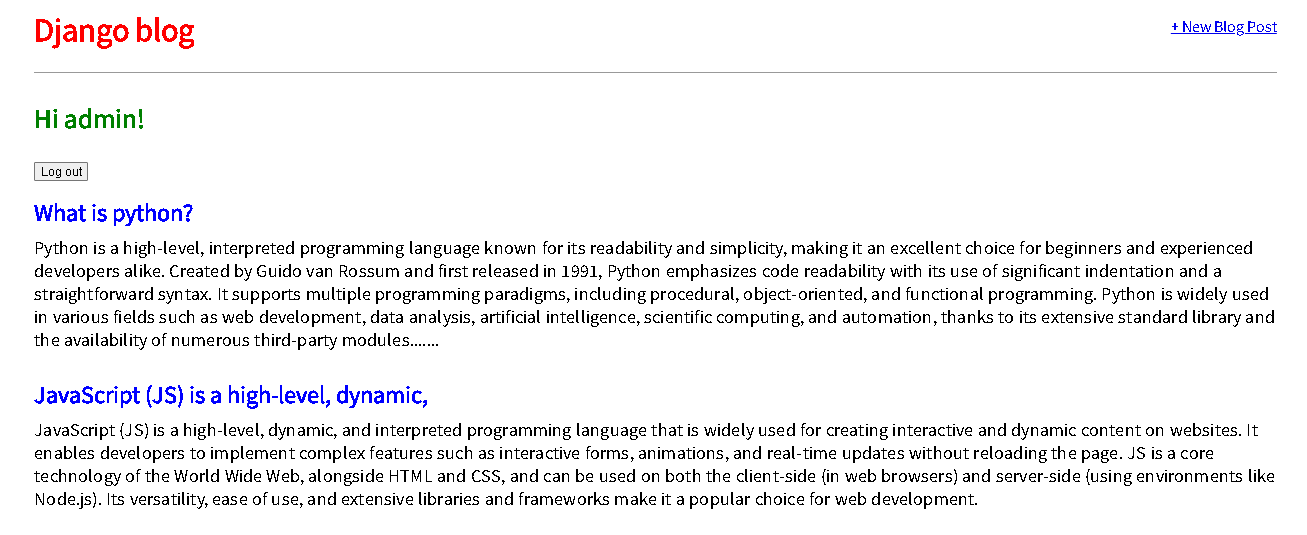 Django blog
+ New Blog Post
Hi admin!
Log out
What is python?
Python is a high-level, interpreted programming language known for its readability and simplicity, making it an excellent choice for beginners and experienced
developers alike. Created by Guido van Rossum and first released in 1991, Python emphasizes code readability with its use of significant indentation and a
straightforward syntax. It supports multiple programming paradigms, including procedural, object-oriented, and functional programming. Python is widely used
in various fields such as web development, data analysis, artificial intelligence, scientific computing, and automation, thanks to its extensive standard library and
the availability of numerous third-party modules.......
JavaScript (JS) is a high-level, dynamic,
JavaScript (JS) is a high-level, dynamic, and interpreted programming language that is widely used for creating interactive and dynamic content on websites. It
enables developers to implement complex features such as interactive forms, animations, and real-time updates without reloading the page. JS is a core
technology of the World Wide Web, alongside HTML and CSS, and can be used on both the client-side (in web browsers) and server-side (using environments like
Node.js). Its versatility, ease of use, and extensive libraries and frameworks make it a popular choice for web development.